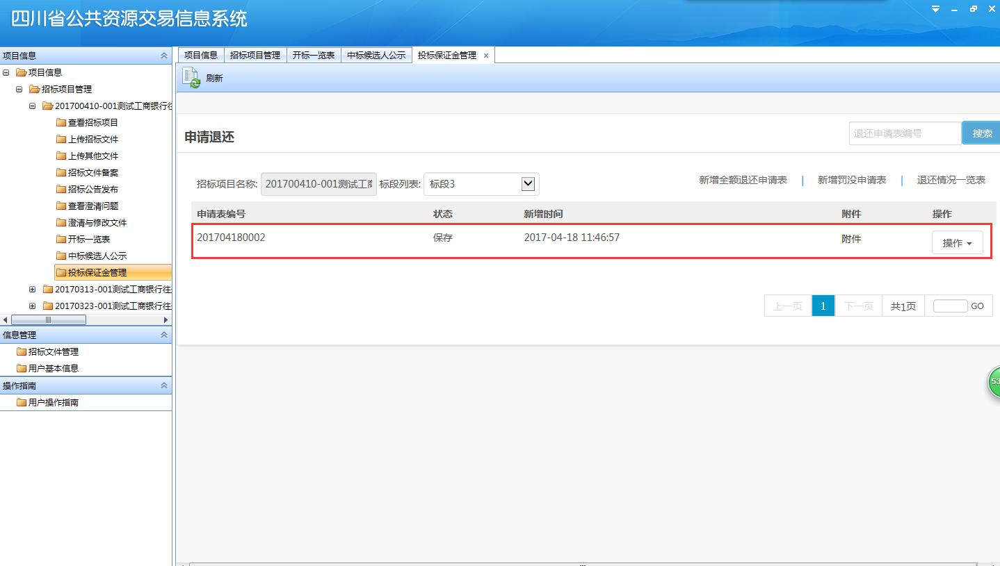 四川省公共资源交易信息系统
项目信息
项目信息
招标项目管理
201700410-001测试工商银行往
查看招标项目
上传招标文件
上传其他文件
招标文件备案
招标公告发布
查看澄清问题
澄清与修改文件
开标一览表
中标候选人公示
投标保证金管理
20170313-001测试工商银行往
20170323-001测试工商银行往
信息管理
招标文件管理
用户基本信息
操作指南
用户操作指南
项目信息 招标项目管理 开标一览表 中标候选人公示 投标保证金管理 ×
刷新
申请退还 退还申请表编号 搜索
招标项目名称: 201700410-001测试工商 标段列表: 标段3 新增全额退还申请表 | 新增罚没申请表 | 退还情况一览表
申请表编号 状态 新增时间 附件 操作
201704180002 保存 2017-04-18 11:46:57 附件 操作
上一页 1 下一页 共1页 GO
53